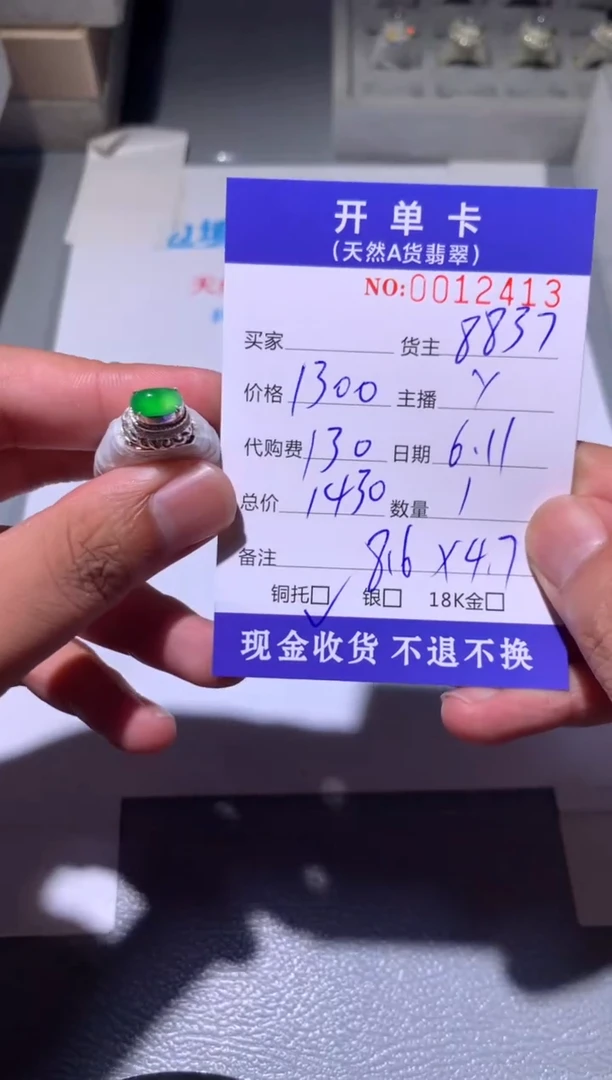 开单卡
(天然A货翡翠)
NO:0012413
买家 货主 8837
价格 1300 主播 Y
代购费 130 日期 6.11
总价 1430 数量 1
备注 8.6 X 4.7
铜托☐ ✓ 银☐ 18K金☐
现金收货 不退不换